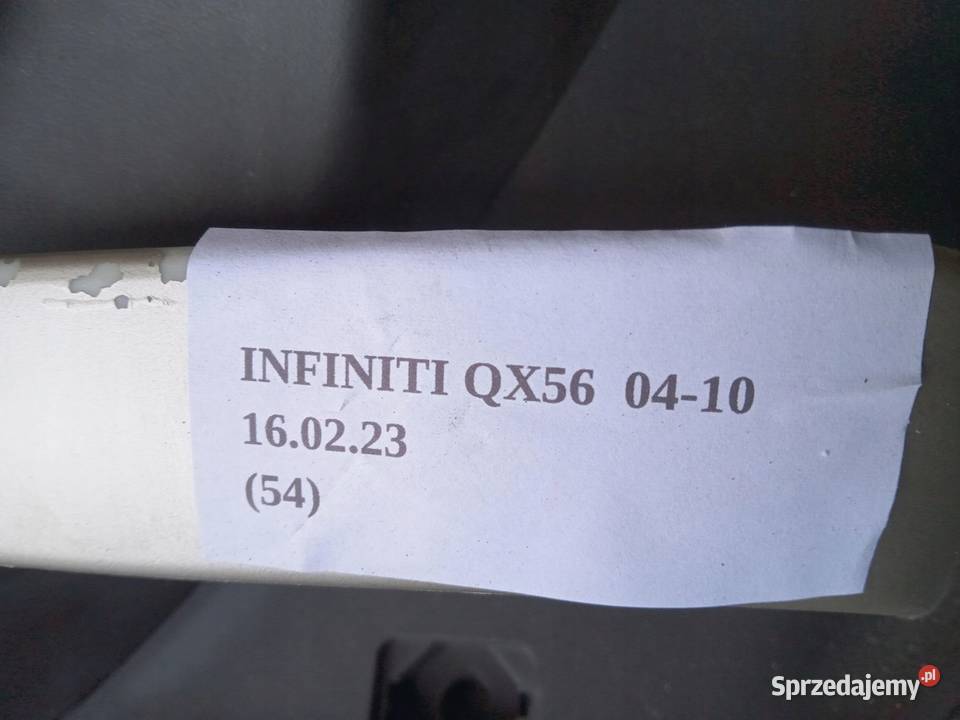 INFINITI QX56 04-10
16.02.23
(54)
Sprzedajemy.pl